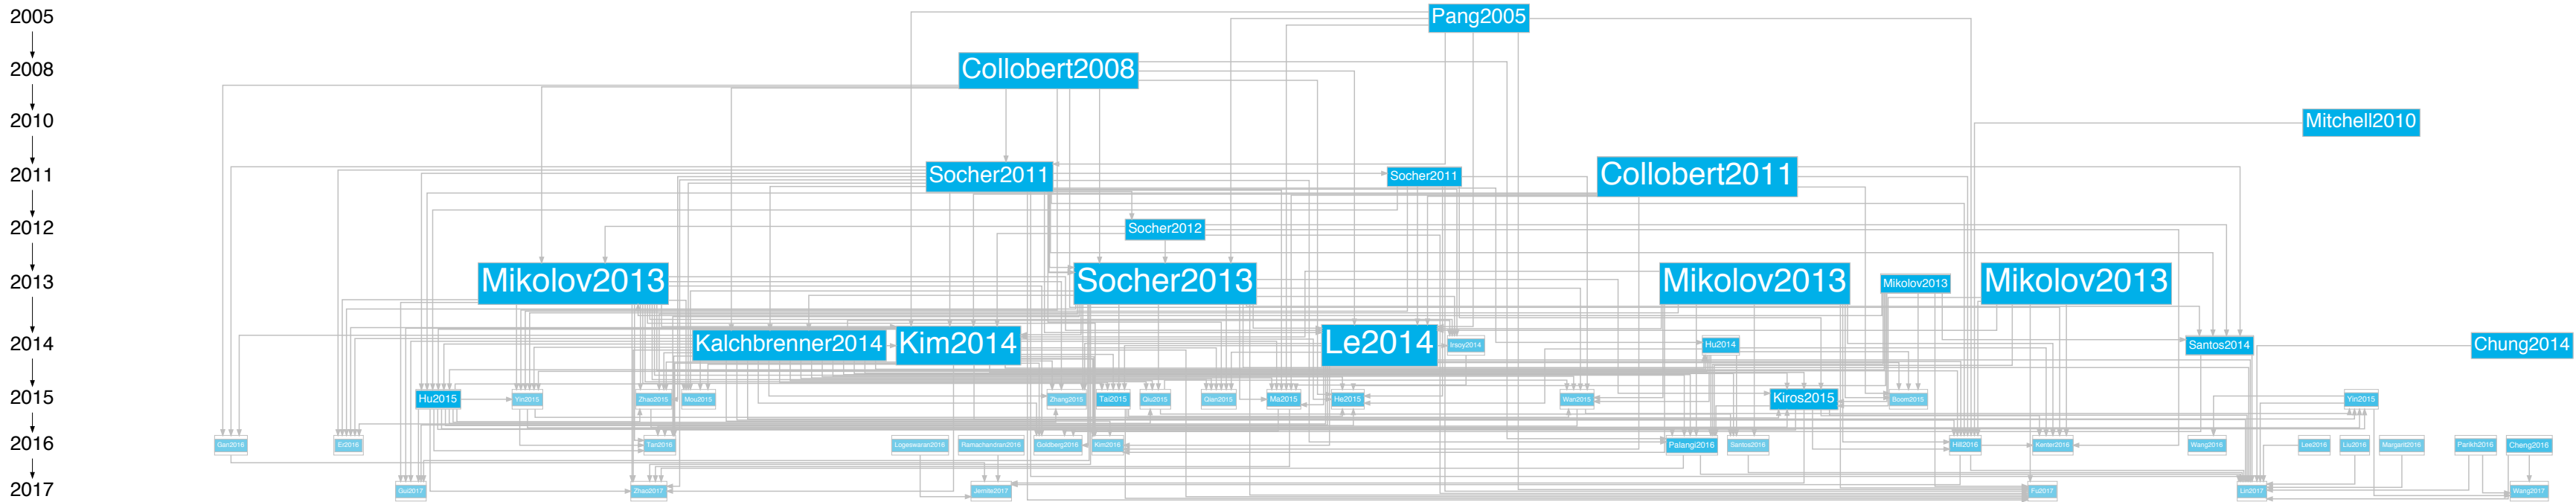 2005 Pang2005
2008 Collobert2008
2010 Mitchell2010
2011 Socher2011 Socher2011 Collobert2011
2012 Socher2012
2013 Mikolov2013 Socher2013 Mikolov2013 Mikolov2013 Mikolov2013
2014 Kalchbrenner2014 Kim2014 Le2014 Irsoy2014 Hu2014 Santos2014 Chung2014
2015 Hu2015 Yin2015 Zhao2015 Mou2015 Zhang2015 Tai2015 Qiu2015 Qian2015 Ma2015 He2015 Wan2015 Kiros2015 Boom2015 Yin2015
2016 Gan2016 Er2016 Tan2016 Logeswaran2016 Ramachandran2016 Goldberg2016 Kim2016 Palangi2016 Santos2016 Hill2016 Kenter2016 Wang2016 Lee2016 Liu2016 Margarit2016 Parikh2016 Cheng2016
2017 Gui2017 Zhao2017 Jernite2017 Fu2017 Lin2017 Wang2017